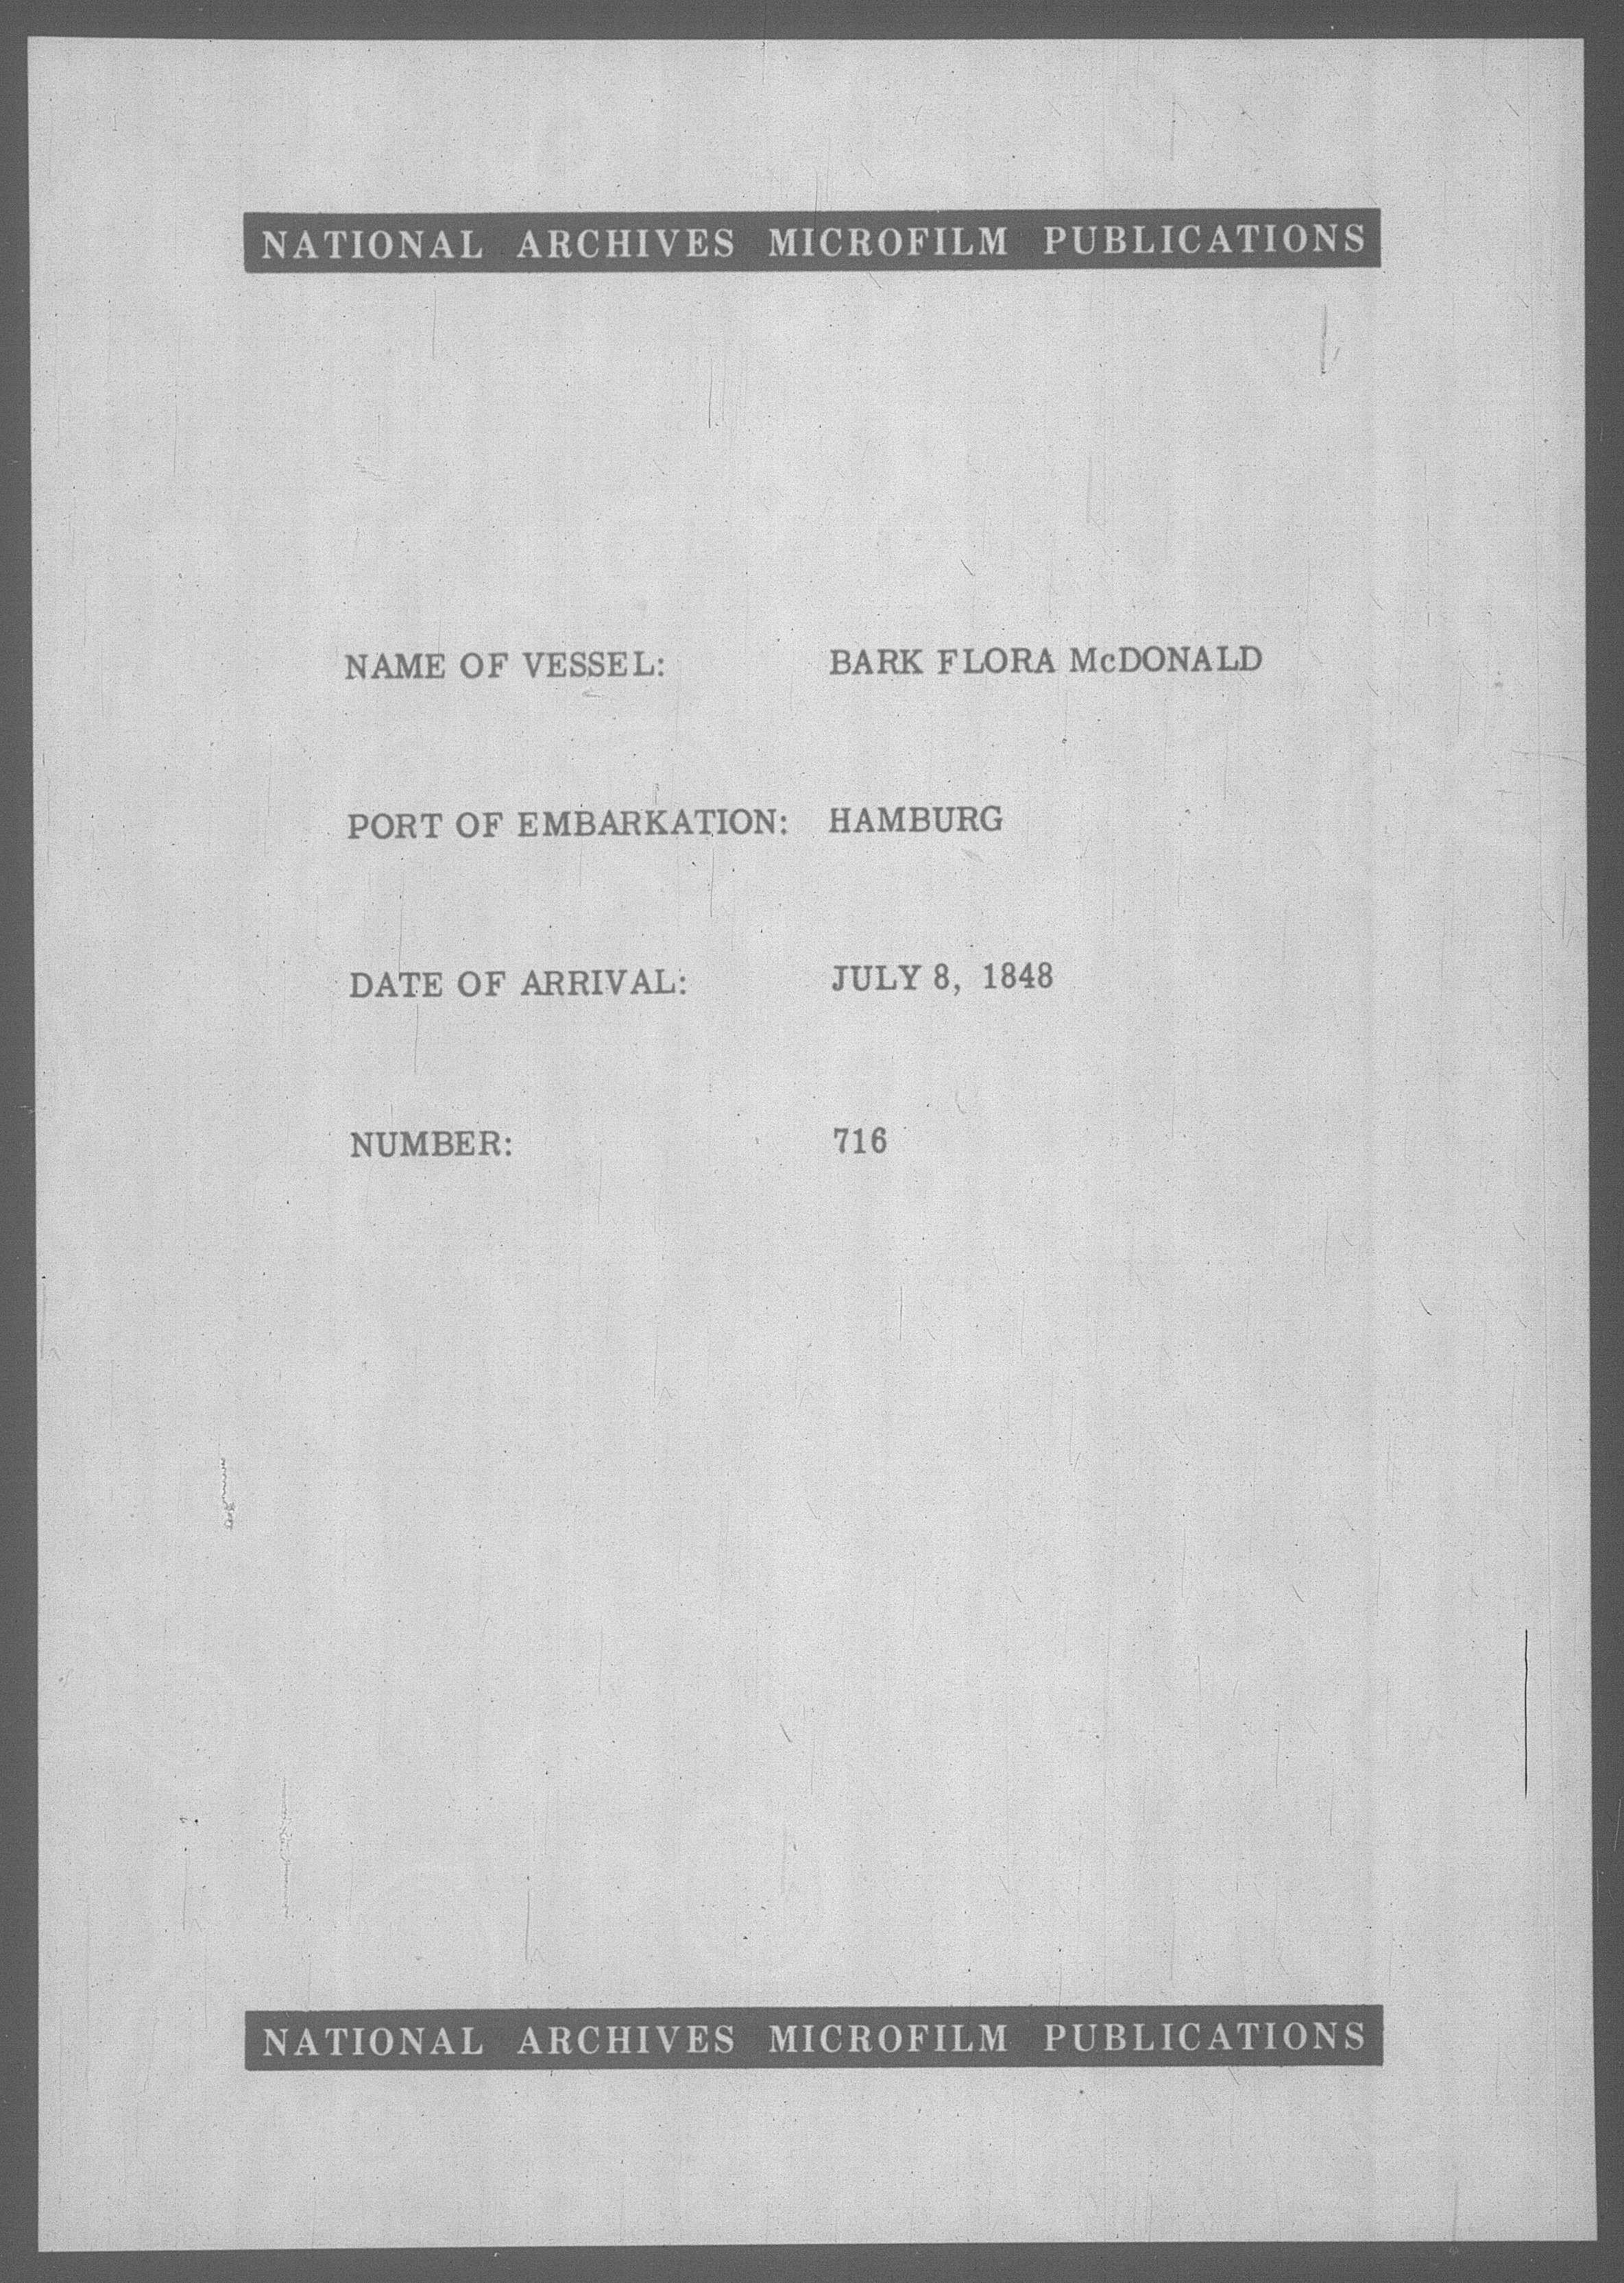 NATIONAL ARCHIVES MICROFILM PUBLICATIONS
NAME OF VESSEL: BARK FLORA McDONALD
PORT OF EMBARKATION: HAMBURG
DATE OF ARRIVAL: JULY 8, 1848
NUMBER: 716
NATIONAL ARCHIVES MICROFILM PUBLICATIONS